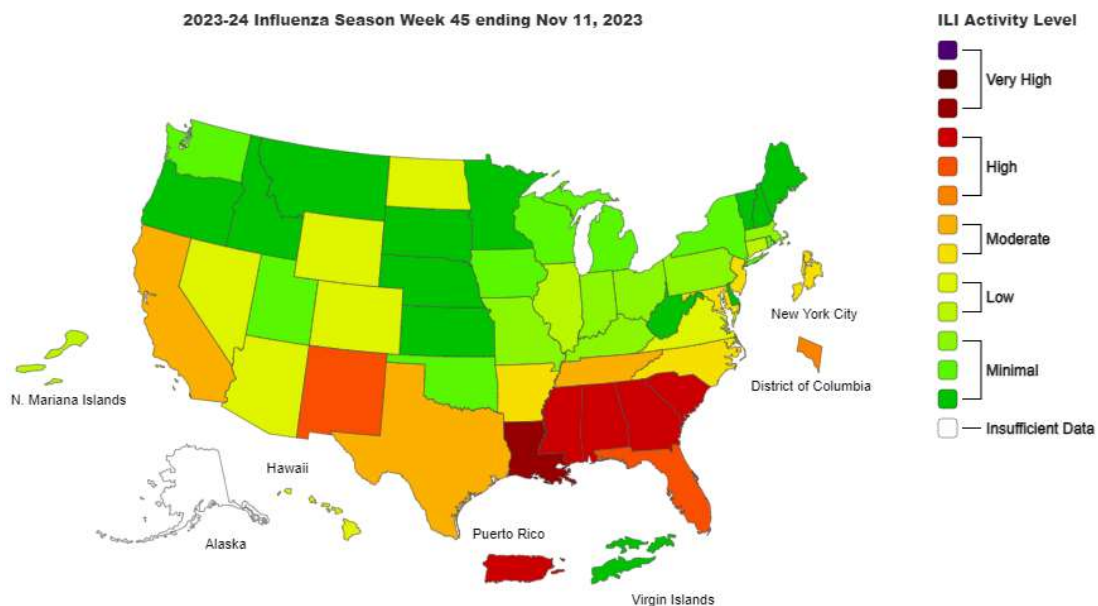 2023-24 Influenza Season Week 45 ending Nov 11, 2023
ILI Activity Level
Very High
High
Moderate
Low
Minimal
Insufficient Data
New York City
District of Columbia
N. Mariana Islands
Hawaii
Alaska
Puerto Rico
Virgin Islands